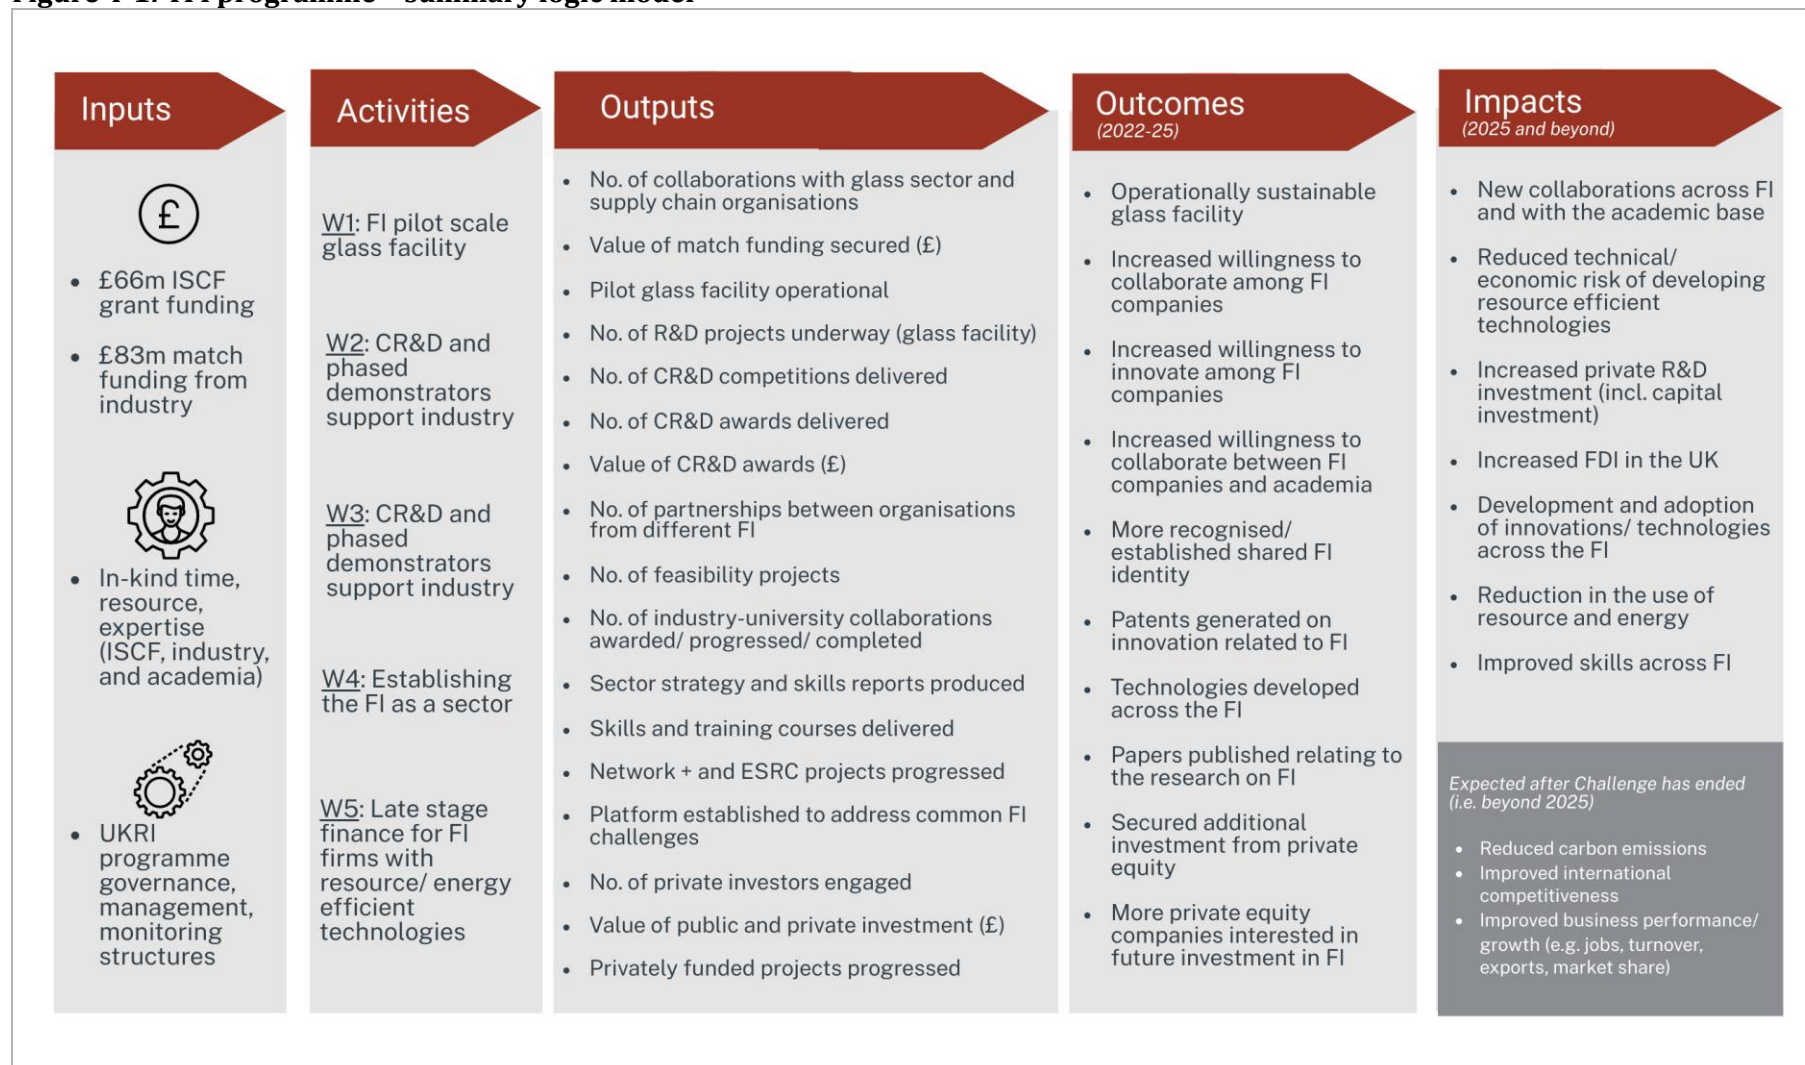 summary logic model
Inputs
£
• £66m ISCF
grant funding
• £83m match
funding from
industry
• In-kind time,
resource,
expertise
(ISCF, industry,
and academia)
• UKRI
programme
governance,
management,
monitoring
structures
Activities
W1: FI pilot scale
glass facility
W2: CR&D and
phased
demonstrators
support industry
W3: CR&D and
phased
demonstrators
support industry
W4: Establishing
the FI as a sector
W5: Late stage
finance for FI
firms with
resource/ energy
efficient
technologies
Outputs
• No. of collaborations with glass sector and
supply chain organisations
• Value of match funding secured (£)
• Pilot glass facility operational
• No. of R&D projects underway (glass facility)
• No. of CR&D competitions delivered
• No. of CR&D awards delivered
• Value of CR&D awards (£)
• No. of partnerships between organisations
from different FI
• No. of feasibility projects
• No. of industry-university collaborations
awarded/ progressed/ completed
• Sector strategy and skills reports produced
• Skills and training courses delivered
• Network + and ESRC projects progressed
• Platform established to address common FI
challenges
• No. of private investors engaged
• Value of public and private investment (£)
• Privately funded projects progressed
Outcomes
(2022-25)
• Operationally sustainable
glass facility
• Increased willingness to
collaborate among FI
companies
• Increased willingness to
innovate among FI
companies
• Increased willingness to
collaborate between FI
companies and academia
• More recognised/
established shared FI
identity
• Patents generated on
innovation related to FI
• Technologies developed
across the FI
• Papers published relating to
the research on FI
• Secured additional
investment from private
equity
• More private equity
companies interested in
future investment in FI
Impacts
(2025 and beyond)
• New collaborations across FI
and with the academic base
• Reduced technical/
economic risk of developing
resource efficient
technologies
• Increased private R&D
investment (incl. capital
investment)
• Increased FDI in the UK
• Development and adoption
of innovations/ technologies
across the FI
• Reduction in the use of
resource and energy
• Improved skills across FI
Expected after Challenge has ended
(i.e. beyond 2025)
• Reduced carbon emissions
• Improved international
competitiveness
• Improved business performance/
growth (e.g. jobs, turnover,
exports, market share)